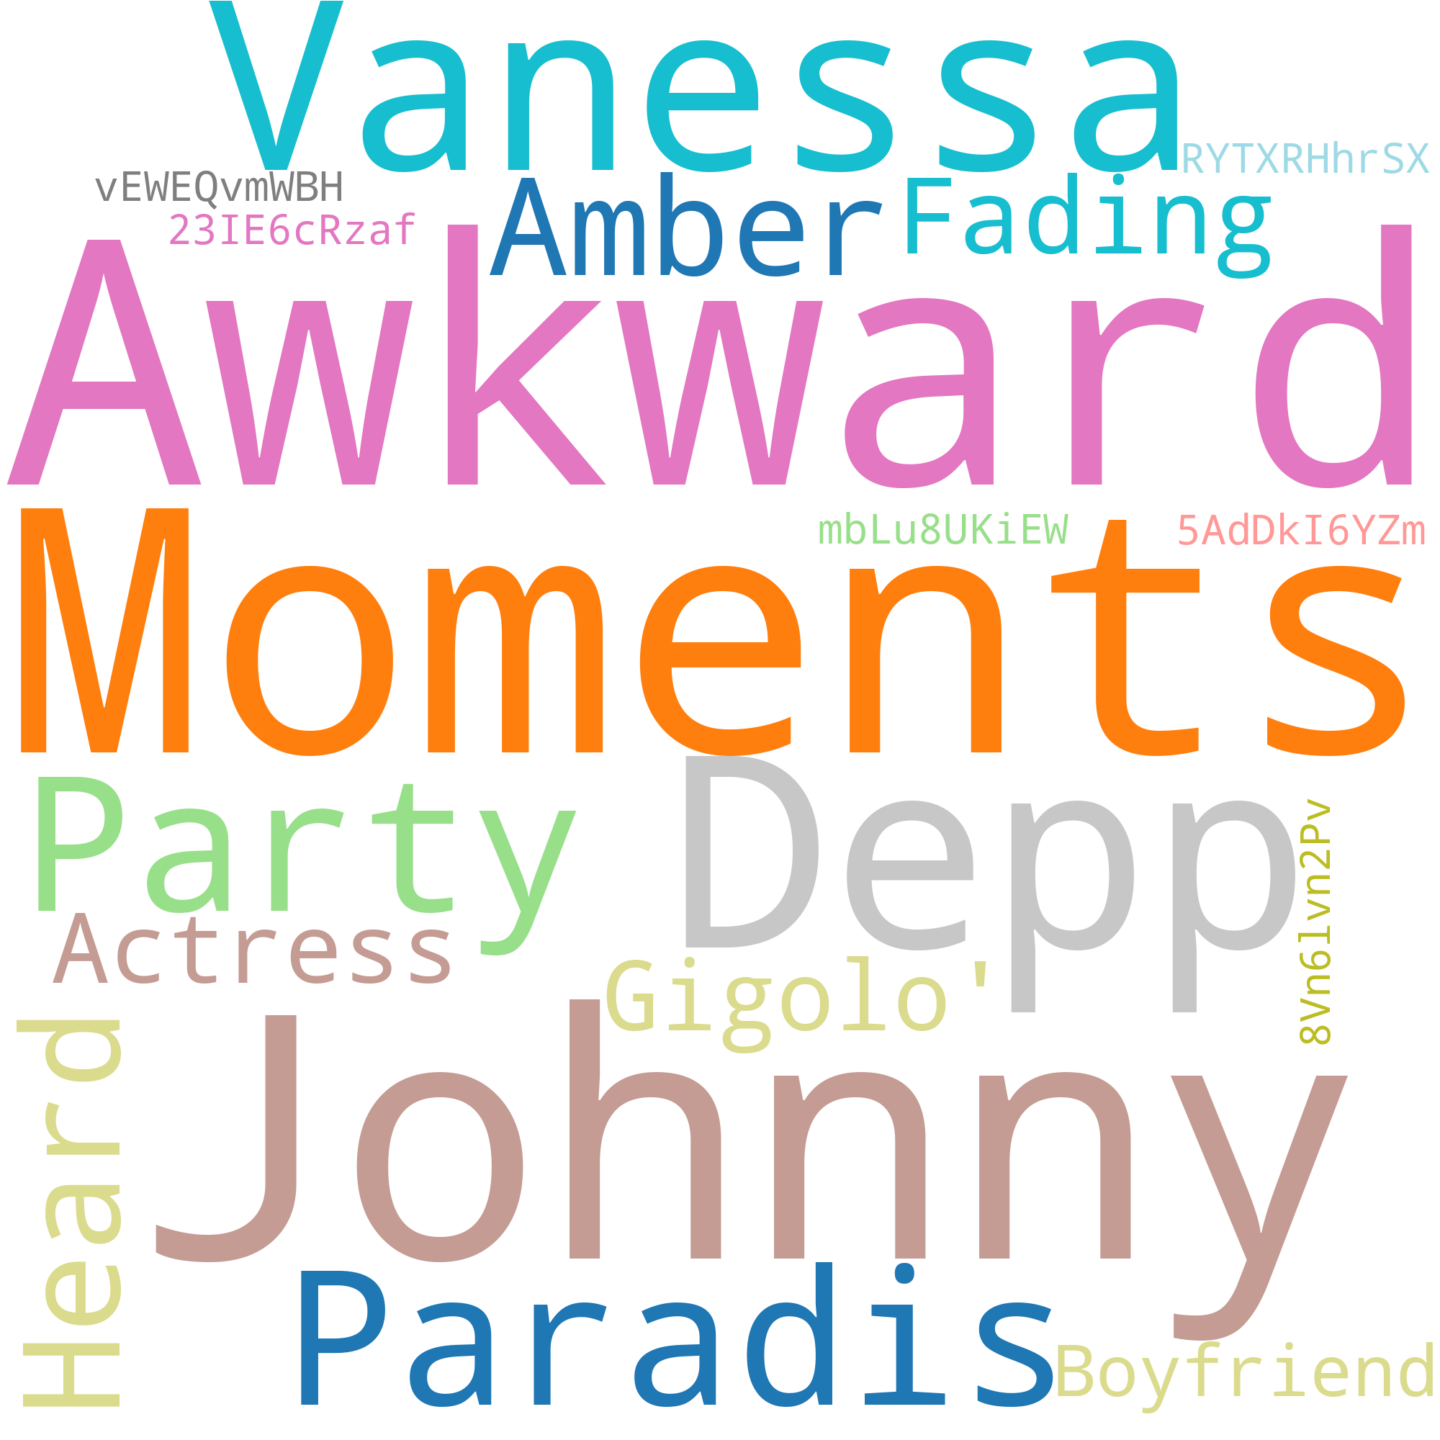 Vanessa
RYTXRHhrSX
vEWEQvmWBH
Amber
Fading
23IE6cRzaf
Awkward
Moments
mbLu8UKiEW
5AdDkI6YZm
Party
Depp
8Vn6lvn2Pv
Actress
Gigolo'
Heard
Johnny
Paradis
Boyfriend